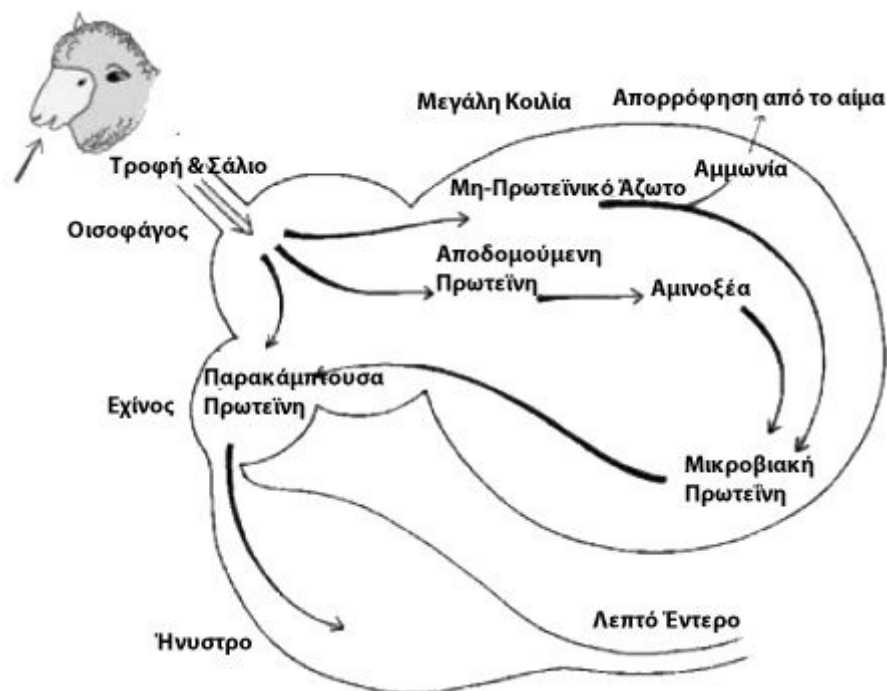 Μεγάλη Κοιλία
Απορρόφηση από το αίμα
Τροφή & Σάλιο
Μη-Πρωτεϊνικό Άζωτο
Αμμωνία
Οισοφάγος
Αποδομούμενη
Πρωτεΐνη
Αμινοξέα
Παρακάμπτουσα
Πρωτεΐνη
Εχίνος
Μικροβιακή
Πρωτεΐνη
Λεπτό Έντερο
Ήνυστρο